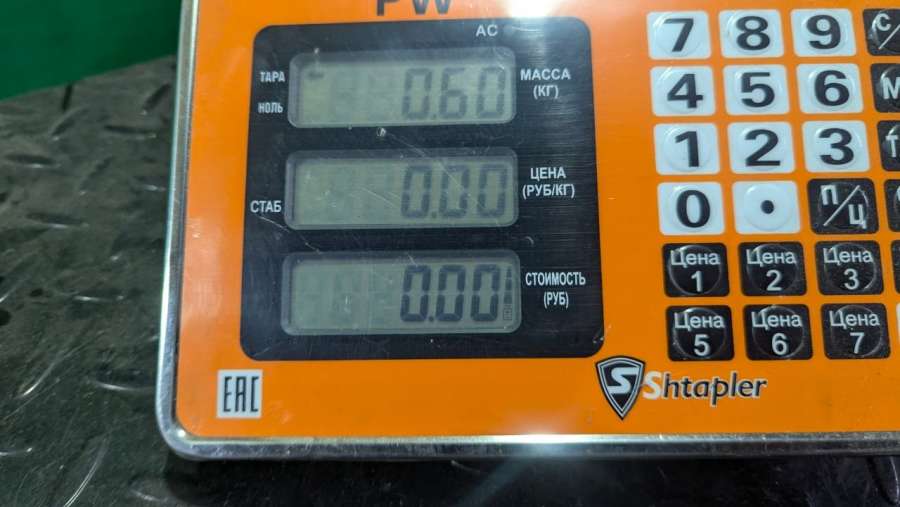 PW
AC
ТАРА
НОЛЬ
0.60
МАССА
(КГ)
СТАБ
0.00
ЦЕНА
(РУБ/КГ)
0.00
СТОИМОСТЬ
(РУБ)
7 8 9 С/
4 5 6 М
1 2 3 Т
0 . П/Ц
Цена 1
Цена 2
Цена 3
Цена 5
Цена 6
Цена 7
EAC
S Shtapler